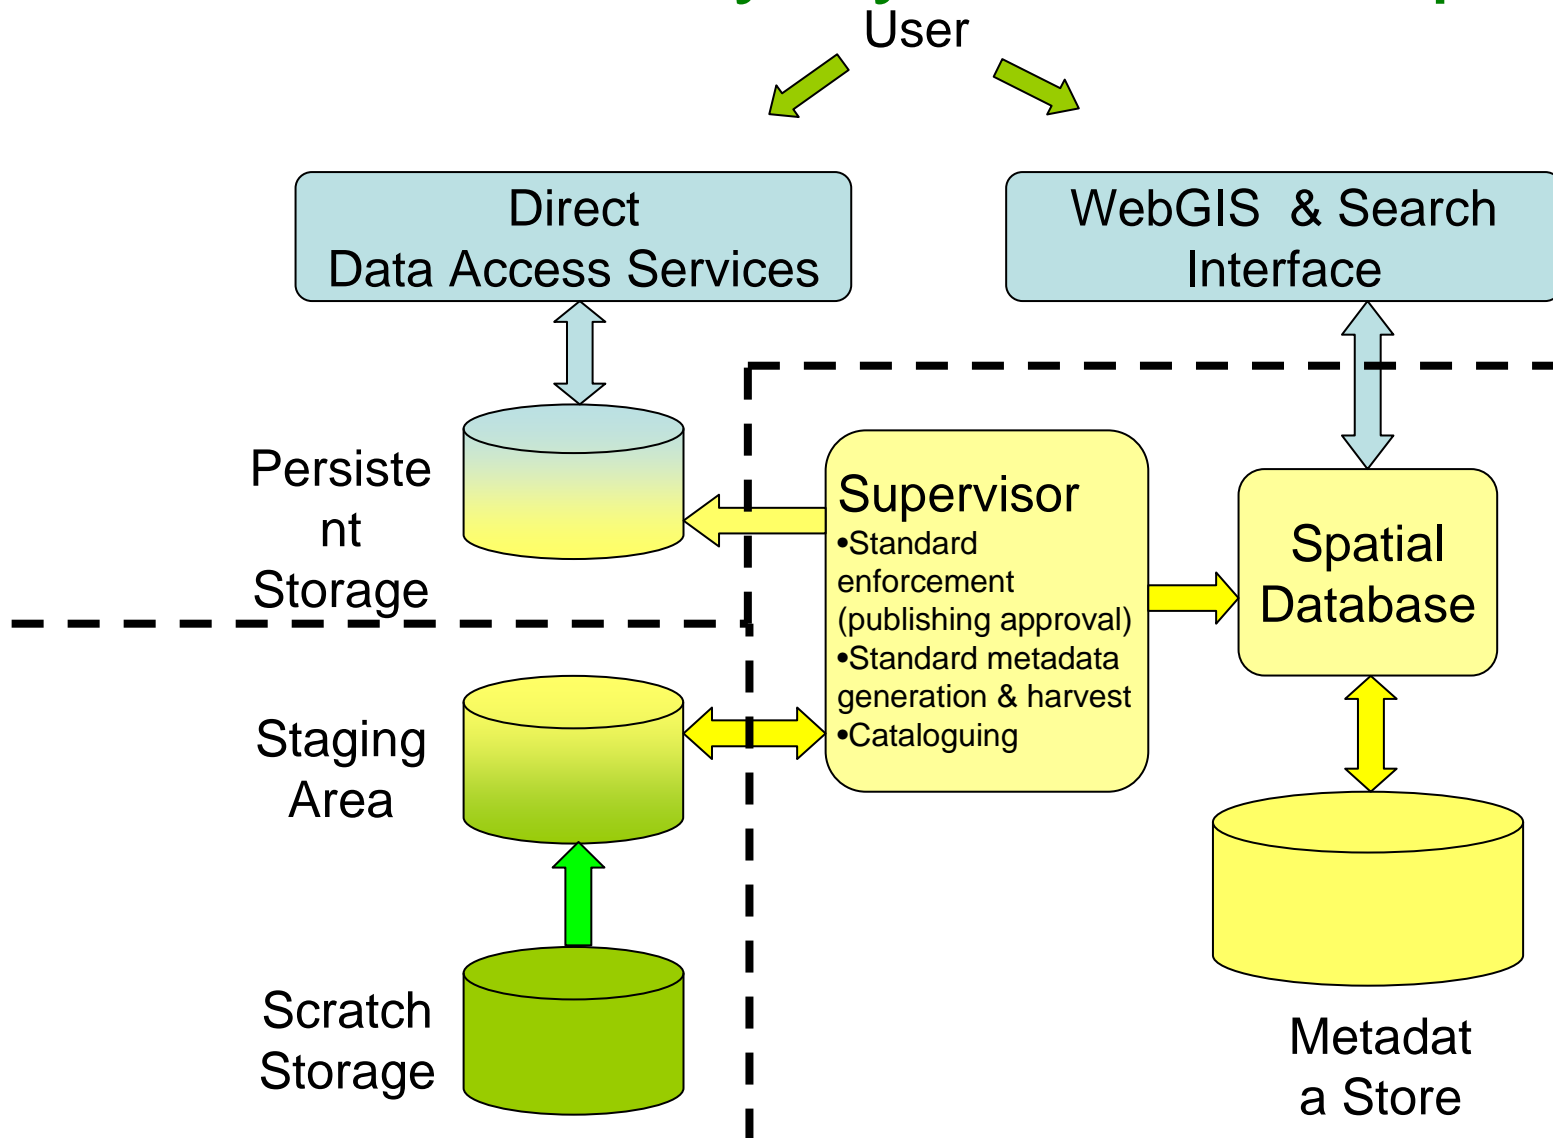 User
Direct
Data Access Services
WebGIS & Search
Interface
Persiste
nt
Storage
Supervisor
•Standard
enforcement
(publishing approval)
•Standard metadata
generation & harvest
•Cataloguing
Spatial
Database
Staging
Area
Scratch
Storage
Metadat
a Store